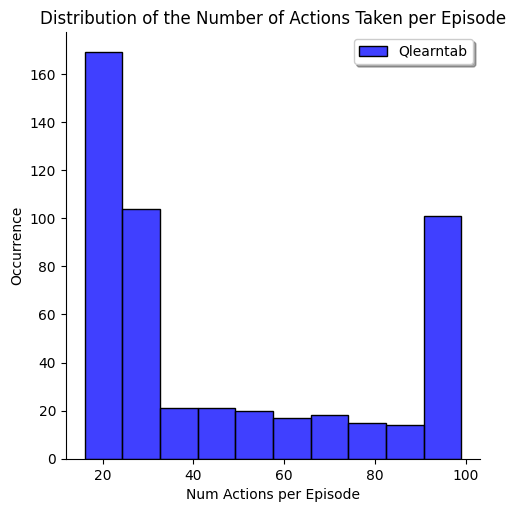 Distribution of the Number of Actions Taken per Episode
Qlearntab
160
140
120
100
80
60
40
20
0
Occurrence
20 40 60 80 100
Num Actions per Episode